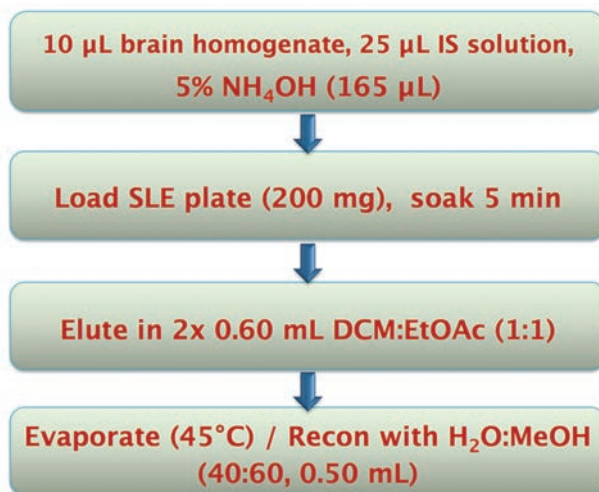 10 µL brain homogenate, 25 µL IS solution,
5% NH₄OH (165 µL)
Load SLE plate (200 mg),  soak 5 min
Elute in 2x 0.60 mL DCM:EtOAc (1:1)
Evaporate (45°C) / Recon with H₂O:MeOH
(40:60, 0.50 mL)